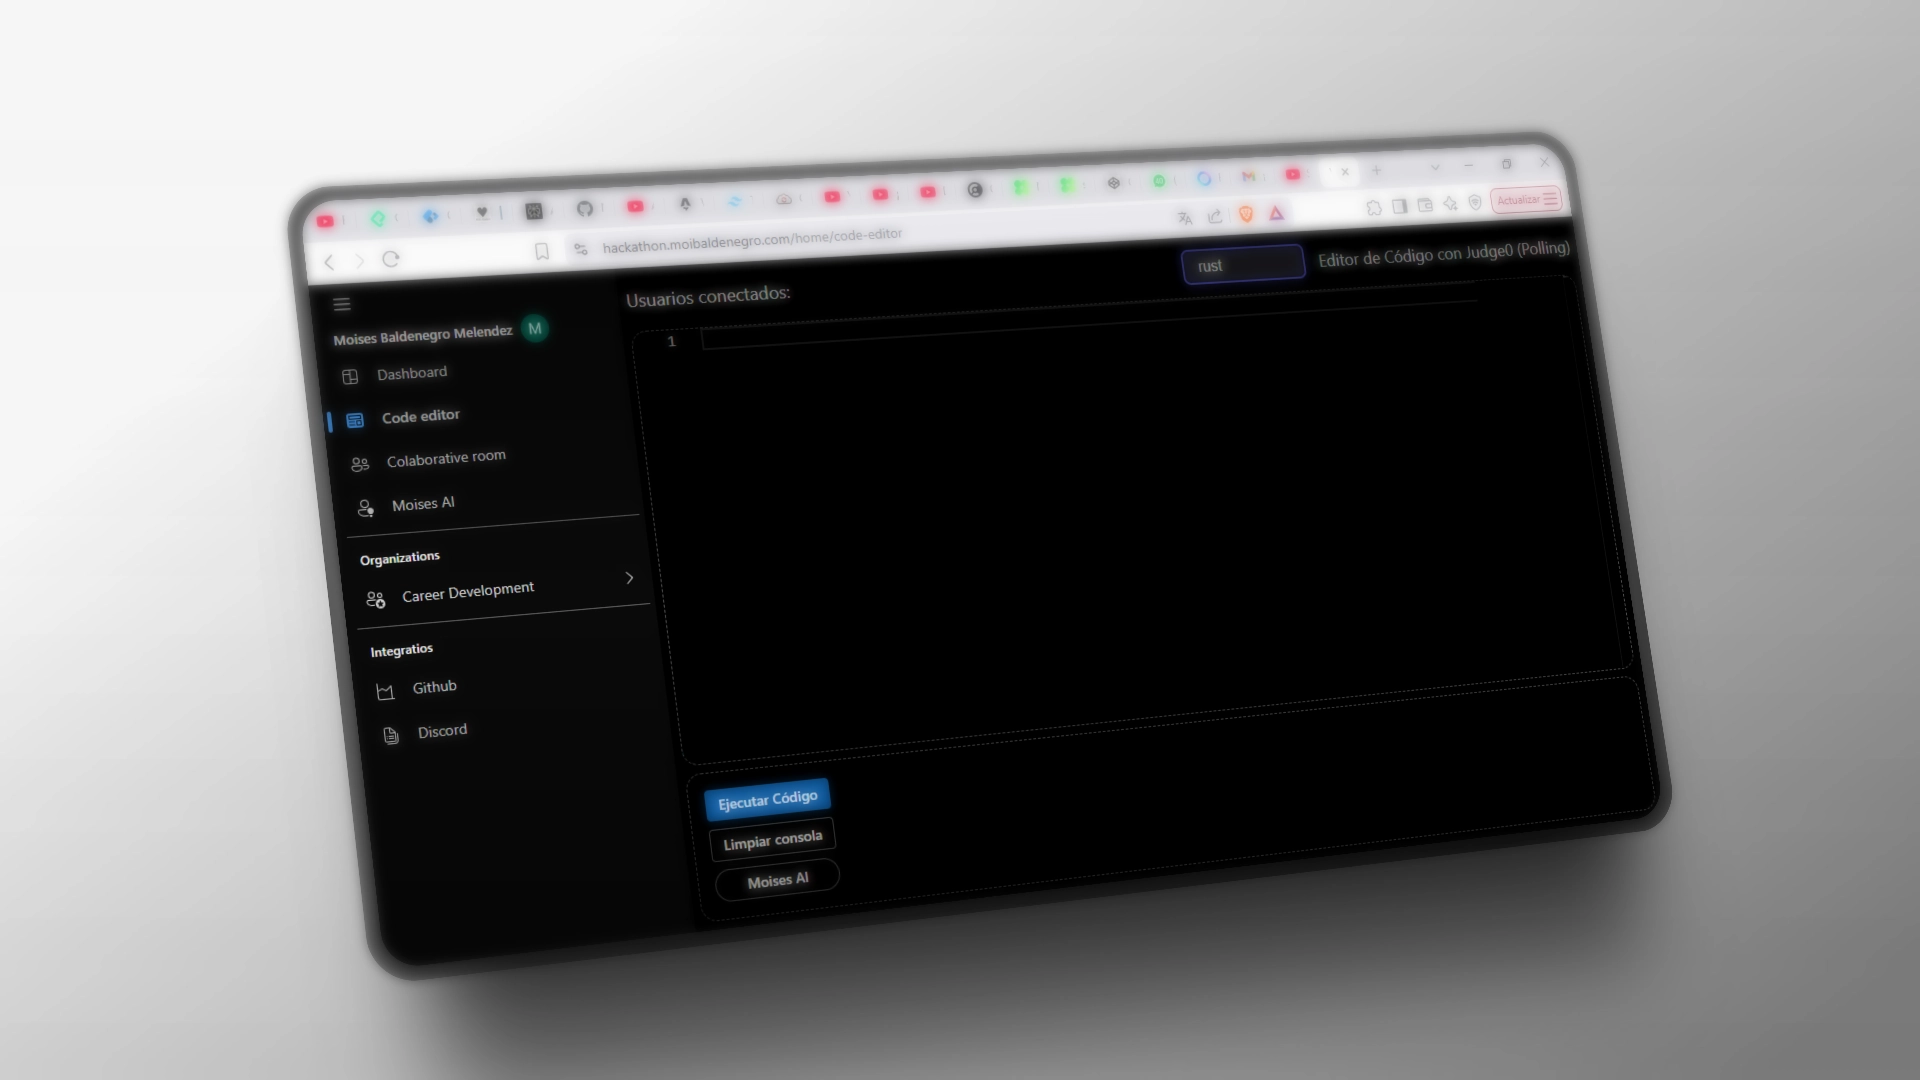 Actualizar
hackathon.moibaldenegro.com/home/code-editor
Moises Baldenegro Melendez M
Dashboard
Code editor
Colaborative room
Moises AI
Organizations
Career Development
Integratios
Github
Discord
Usuarios conectados:
rust
Editor de Código con Judge0 (Polling)
1
Ejecutar Código
Limpiar consola
Moises AI